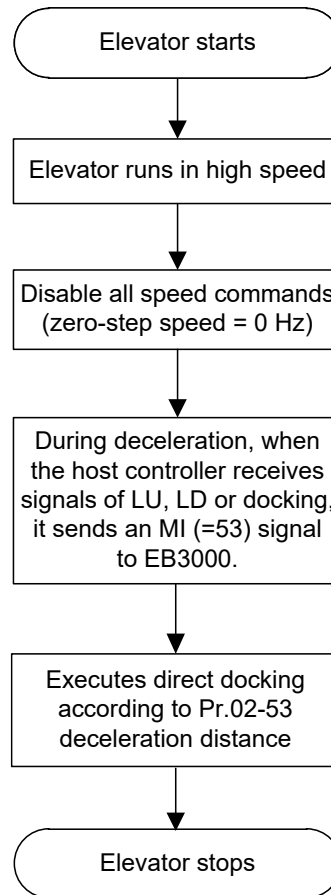 Elevator starts
Elevator runs in high speed
Disable all speed commands
(zero-step speed = 0 Hz)
During deceleration, when
the host controller receives
signals of LU, LD or docking,
it sends an MI (=53) signal
to EB3000.
Executes direct docking
according to Pr.02-53
deceleration distance
Elevator stops